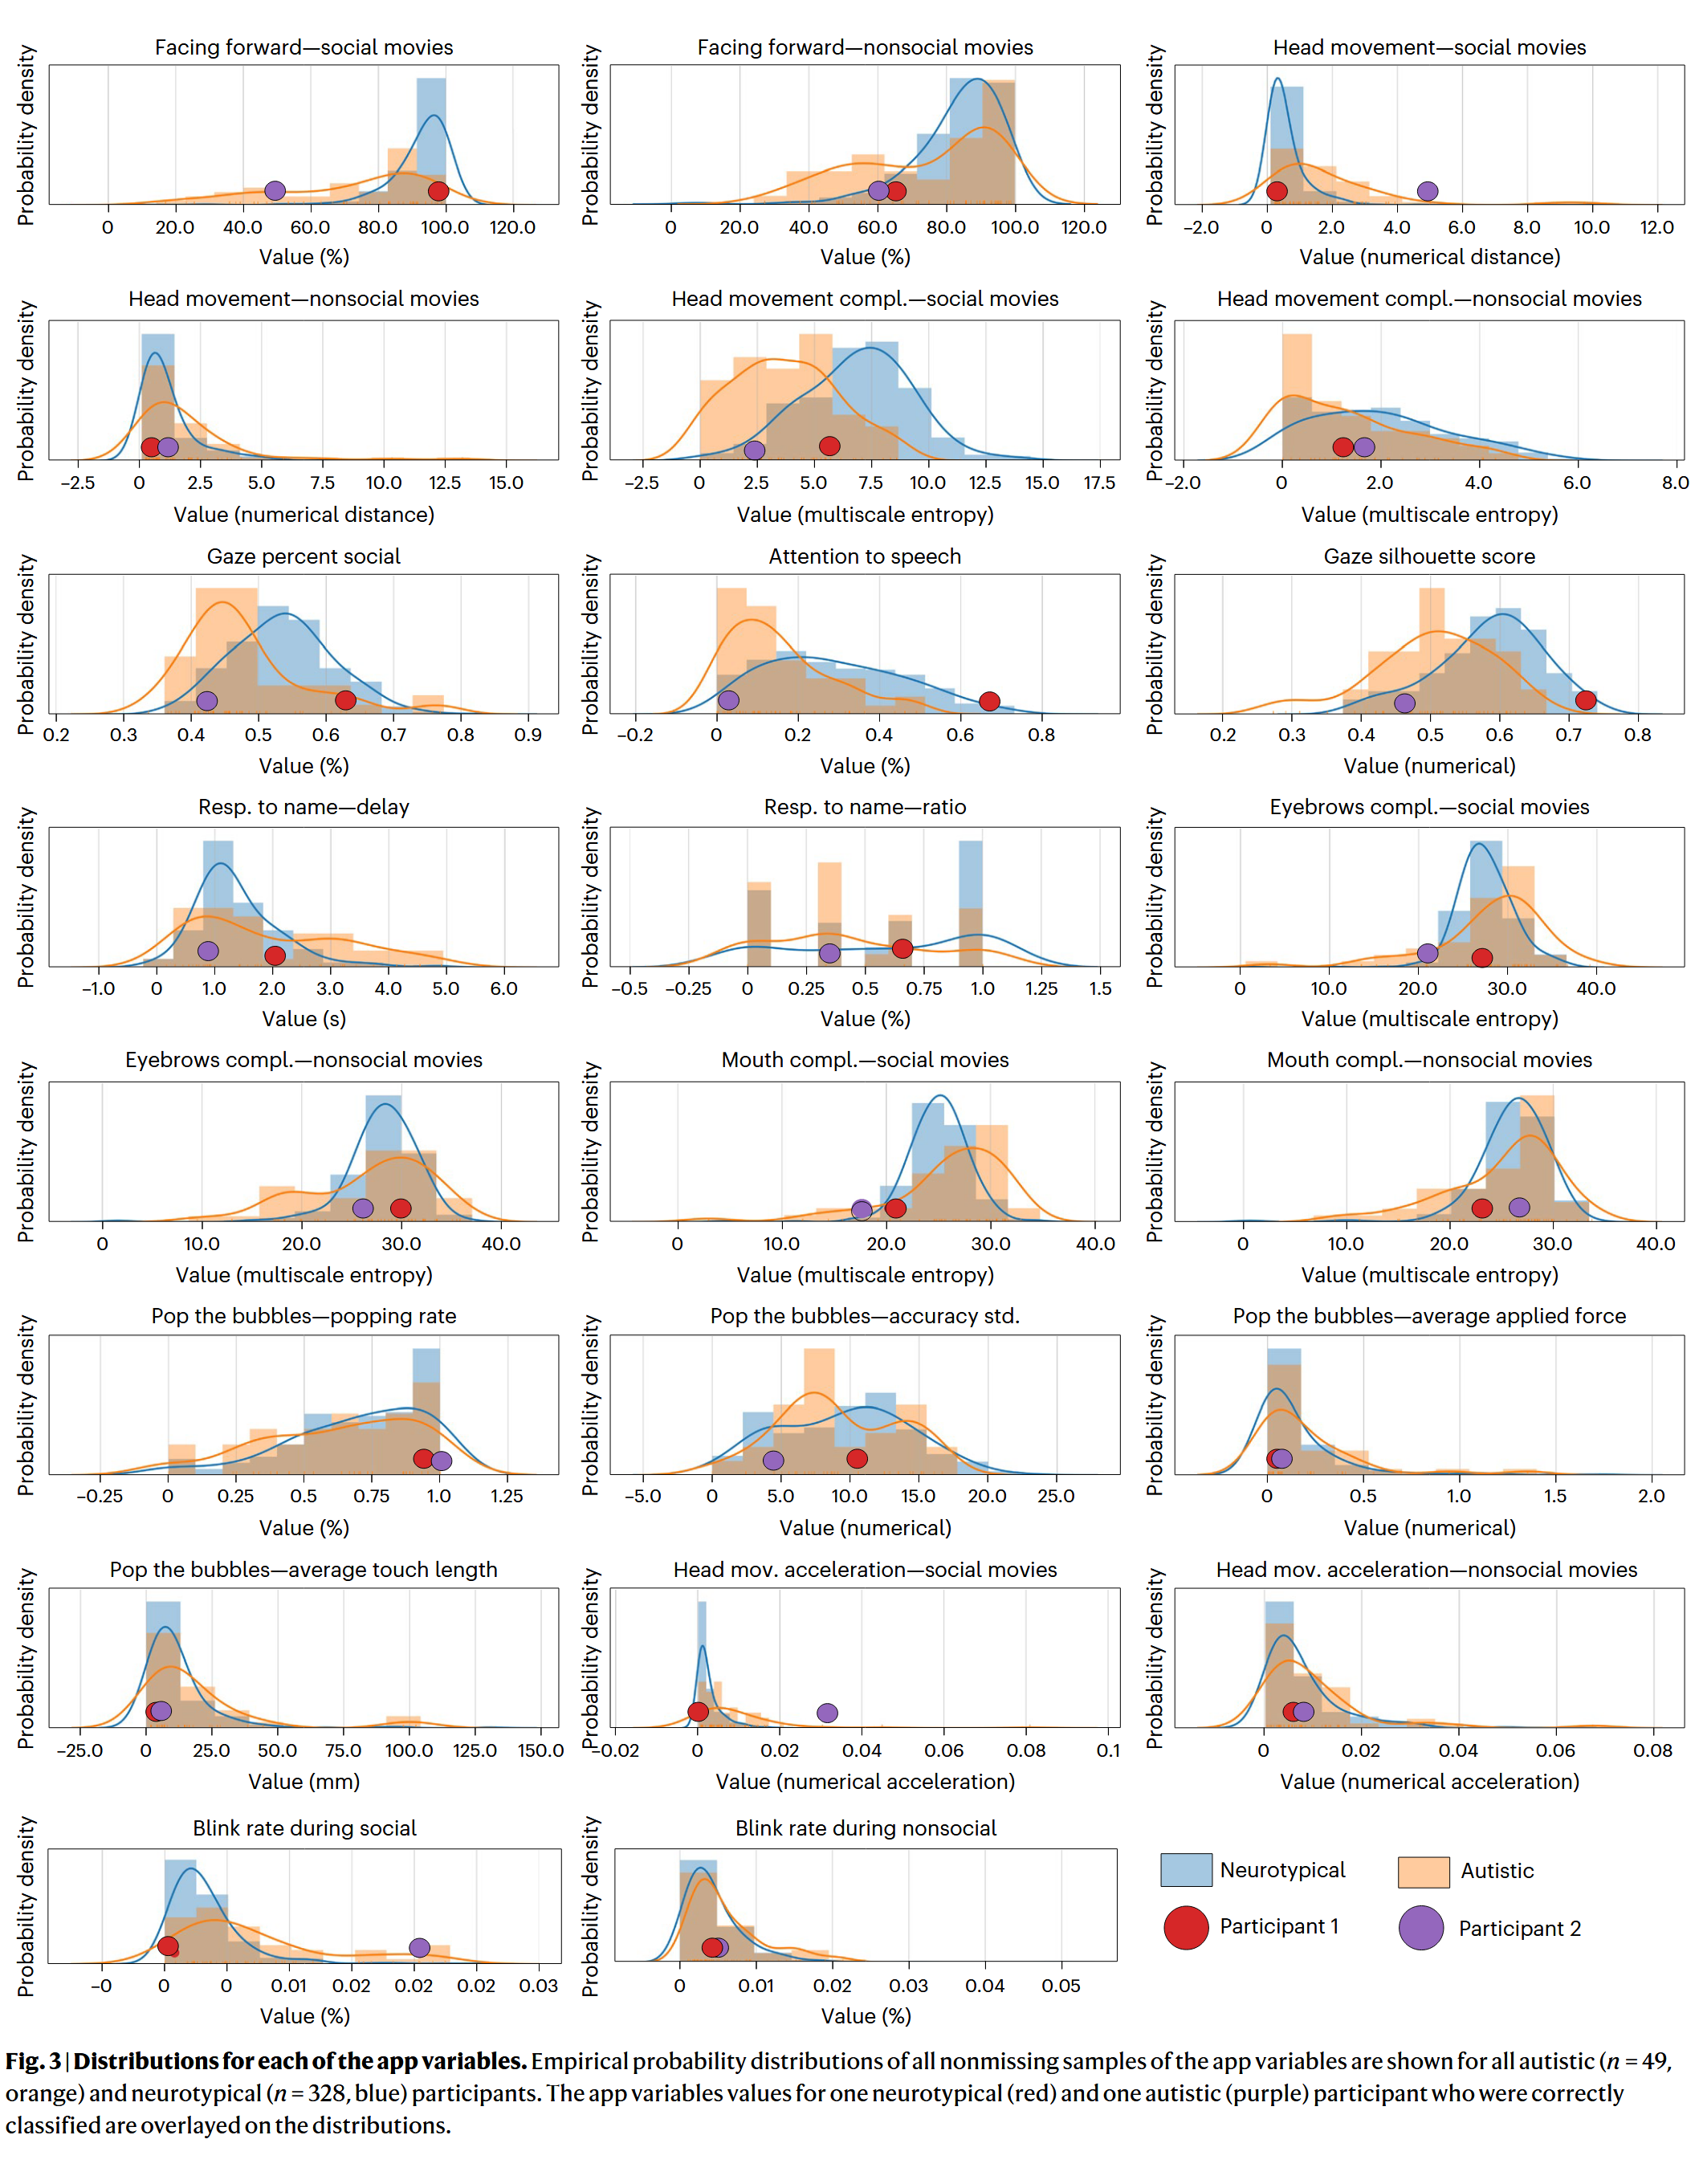 Facing forward—social movies
Probability density
0 20.0 40.0 60.0 80.0 100.0 120.0
Value (%)
Facing forward—nonsocial movies
Probability density
0 20.0 40.0 60.0 80.0 100.0 120.0
Value (%)
Head movement—social movies
Probability density
−2.0 0 2.0 4.0 6.0 8.0 10.0 12.0
Value (numerical distance)
Head movement—nonsocial movies
Probability density
−2.5 0 2.5 5.0 7.5 10.0 12.5 15.0
Value (numerical distance)
Head movement compl.—social movies
Probability density
−2.5 0 2.5 5.0 7.5 10.0 12.5 15.0 17.5
Value (multiscale entropy)
Head movement compl.—nonsocial movies
Probability density
−2.0 0 2.0 4.0 6.0 8.0
Value (multiscale entropy)
Gaze percent social
Probability density
0.2 0.3 0.4 0.5 0.6 0.7 0.8 0.9
Value (%)
Attention to speech
Probability density
−0.2 0 0.2 0.4 0.6 0.8
Value (%)
Gaze silhouette score
Probability density
0.2 0.3 0.4 0.5 0.6 0.7 0.8
Value (numerical)
Resp. to name—delay
Probability density
−1.0 0 1.0 2.0 3.0 4.0 5.0 6.0
Value (s)
Resp. to name—ratio
Probability density
−0.5 −0.25 0 0.25 0.5 0.75 1.0 1.25 1.5
Value (%)
Eyebrows compl.—social movies
Probability density
0 10.0 20.0 30.0 40.0
Value (multiscale entropy)
Eyebrows compl.—nonsocial movies
Probability density
0 10.0 20.0 30.0 40.0
Value (multiscale entropy)
Mouth compl.—social movies
Probability density
0 10.0 20.0 30.0 40.0
Value (multiscale entropy)
Mouth compl.—nonsocial movies
Probability density
0 10.0 20.0 30.0 40.0
Value (multiscale entropy)
Pop the bubbles—popping rate
Probability density
−0.25 0 0.25 0.5 0.75 1.0 1.25
Value (%)
Pop the bubbles—accuracy std.
Probability density
−5.0 0 5.0 10.0 15.0 20.0 25.0
Value (numerical)
Pop the bubbles—average applied force
Probability density
0 0.5 1.0 1.5 2.0
Value (numerical)
Pop the bubbles—average touch length
Probability density
−25.0 0 25.0 50.0 75.0 100.0 125.0 150.0
Value (mm)
Head mov. acceleration—social movies
Probability density
−0.02 0 0.02 0.04 0.06 0.08 0.1
Value (numerical acceleration)
Head mov. acceleration—nonsocial movies
Probability density
0 0.02 0.04 0.06 0.08
Value (numerical acceleration)
Blink rate during social
Probability density
−0 0 0 0.01 0.02 0.02 0.02 0.03
Value (%)
Blink rate during nonsocial
Probability density
0 0.01 0.02 0.03 0.04 0.05
Value (%)
Neurotypical
Autistic
Participant 1
Participant 2
Fig. 3 | Distributions for each of the app variables. Empirical probability distributions of all nonmissing samples of the app variables are shown for all autistic (n = 49,
orange) and neurotypical (n = 328, blue) participants. The app variables values for one neurotypical (red) and one autistic (purple) participant who were correctly
classified are overlayed on the distributions.